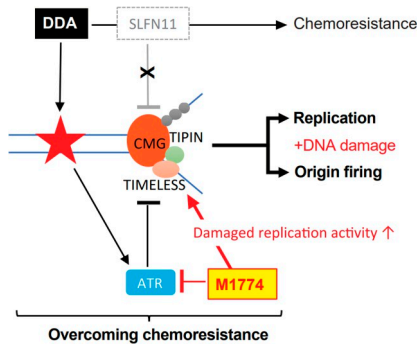 DDA
SLFN11
Chemoresistance
X
CMG
TIPIN
TIMELESS
Replication
+DNA damage
Origin firing
Damaged replication activity ↑
ATR
M1774
Overcoming chemoresistance